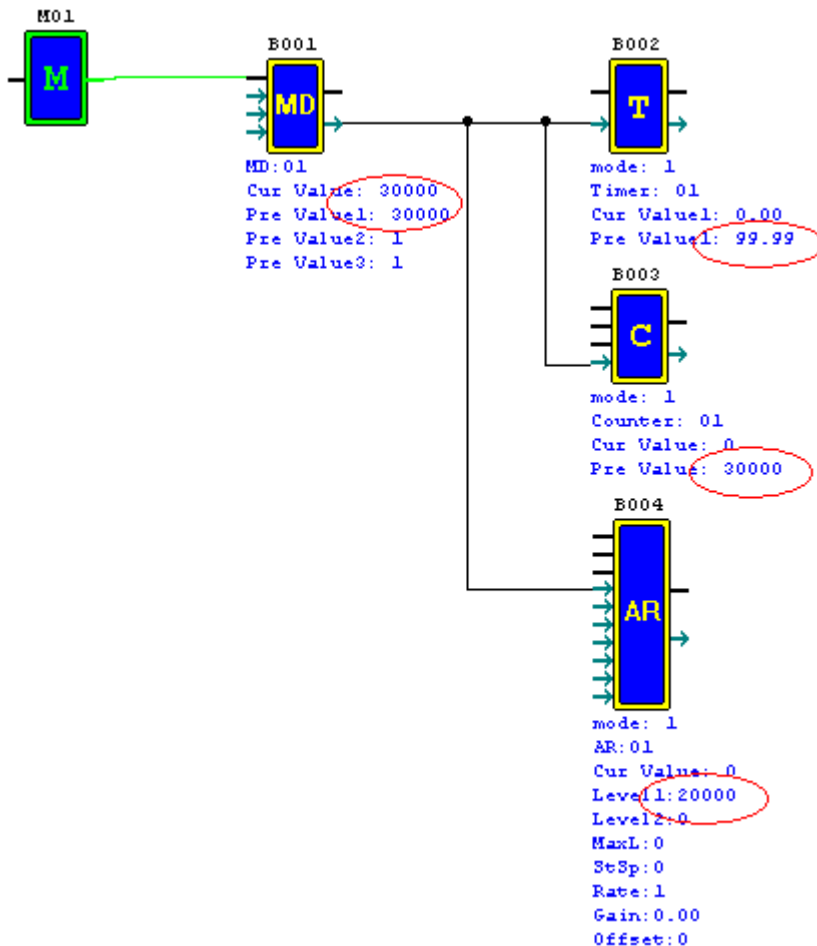 M01
M
B001
MD
MD:01
Cur Value: 30000
Pre Value1: 30000
Pre Value2: 1
Pre Value3: 1
B002
T
mode: 1
Timer: 01
Cur Value1: 0.00
Pre Value1: 99.99
B003
C
mode: 1
Counter: 01
Cur Value: 0
Pre Value: 30000
B004
AR
mode: 1
AR:01
Cur Value: 0
Level1:20000
Level2:0
MaxL:0
StSp:0
Rate:1
Gain:0.00
Offset:0